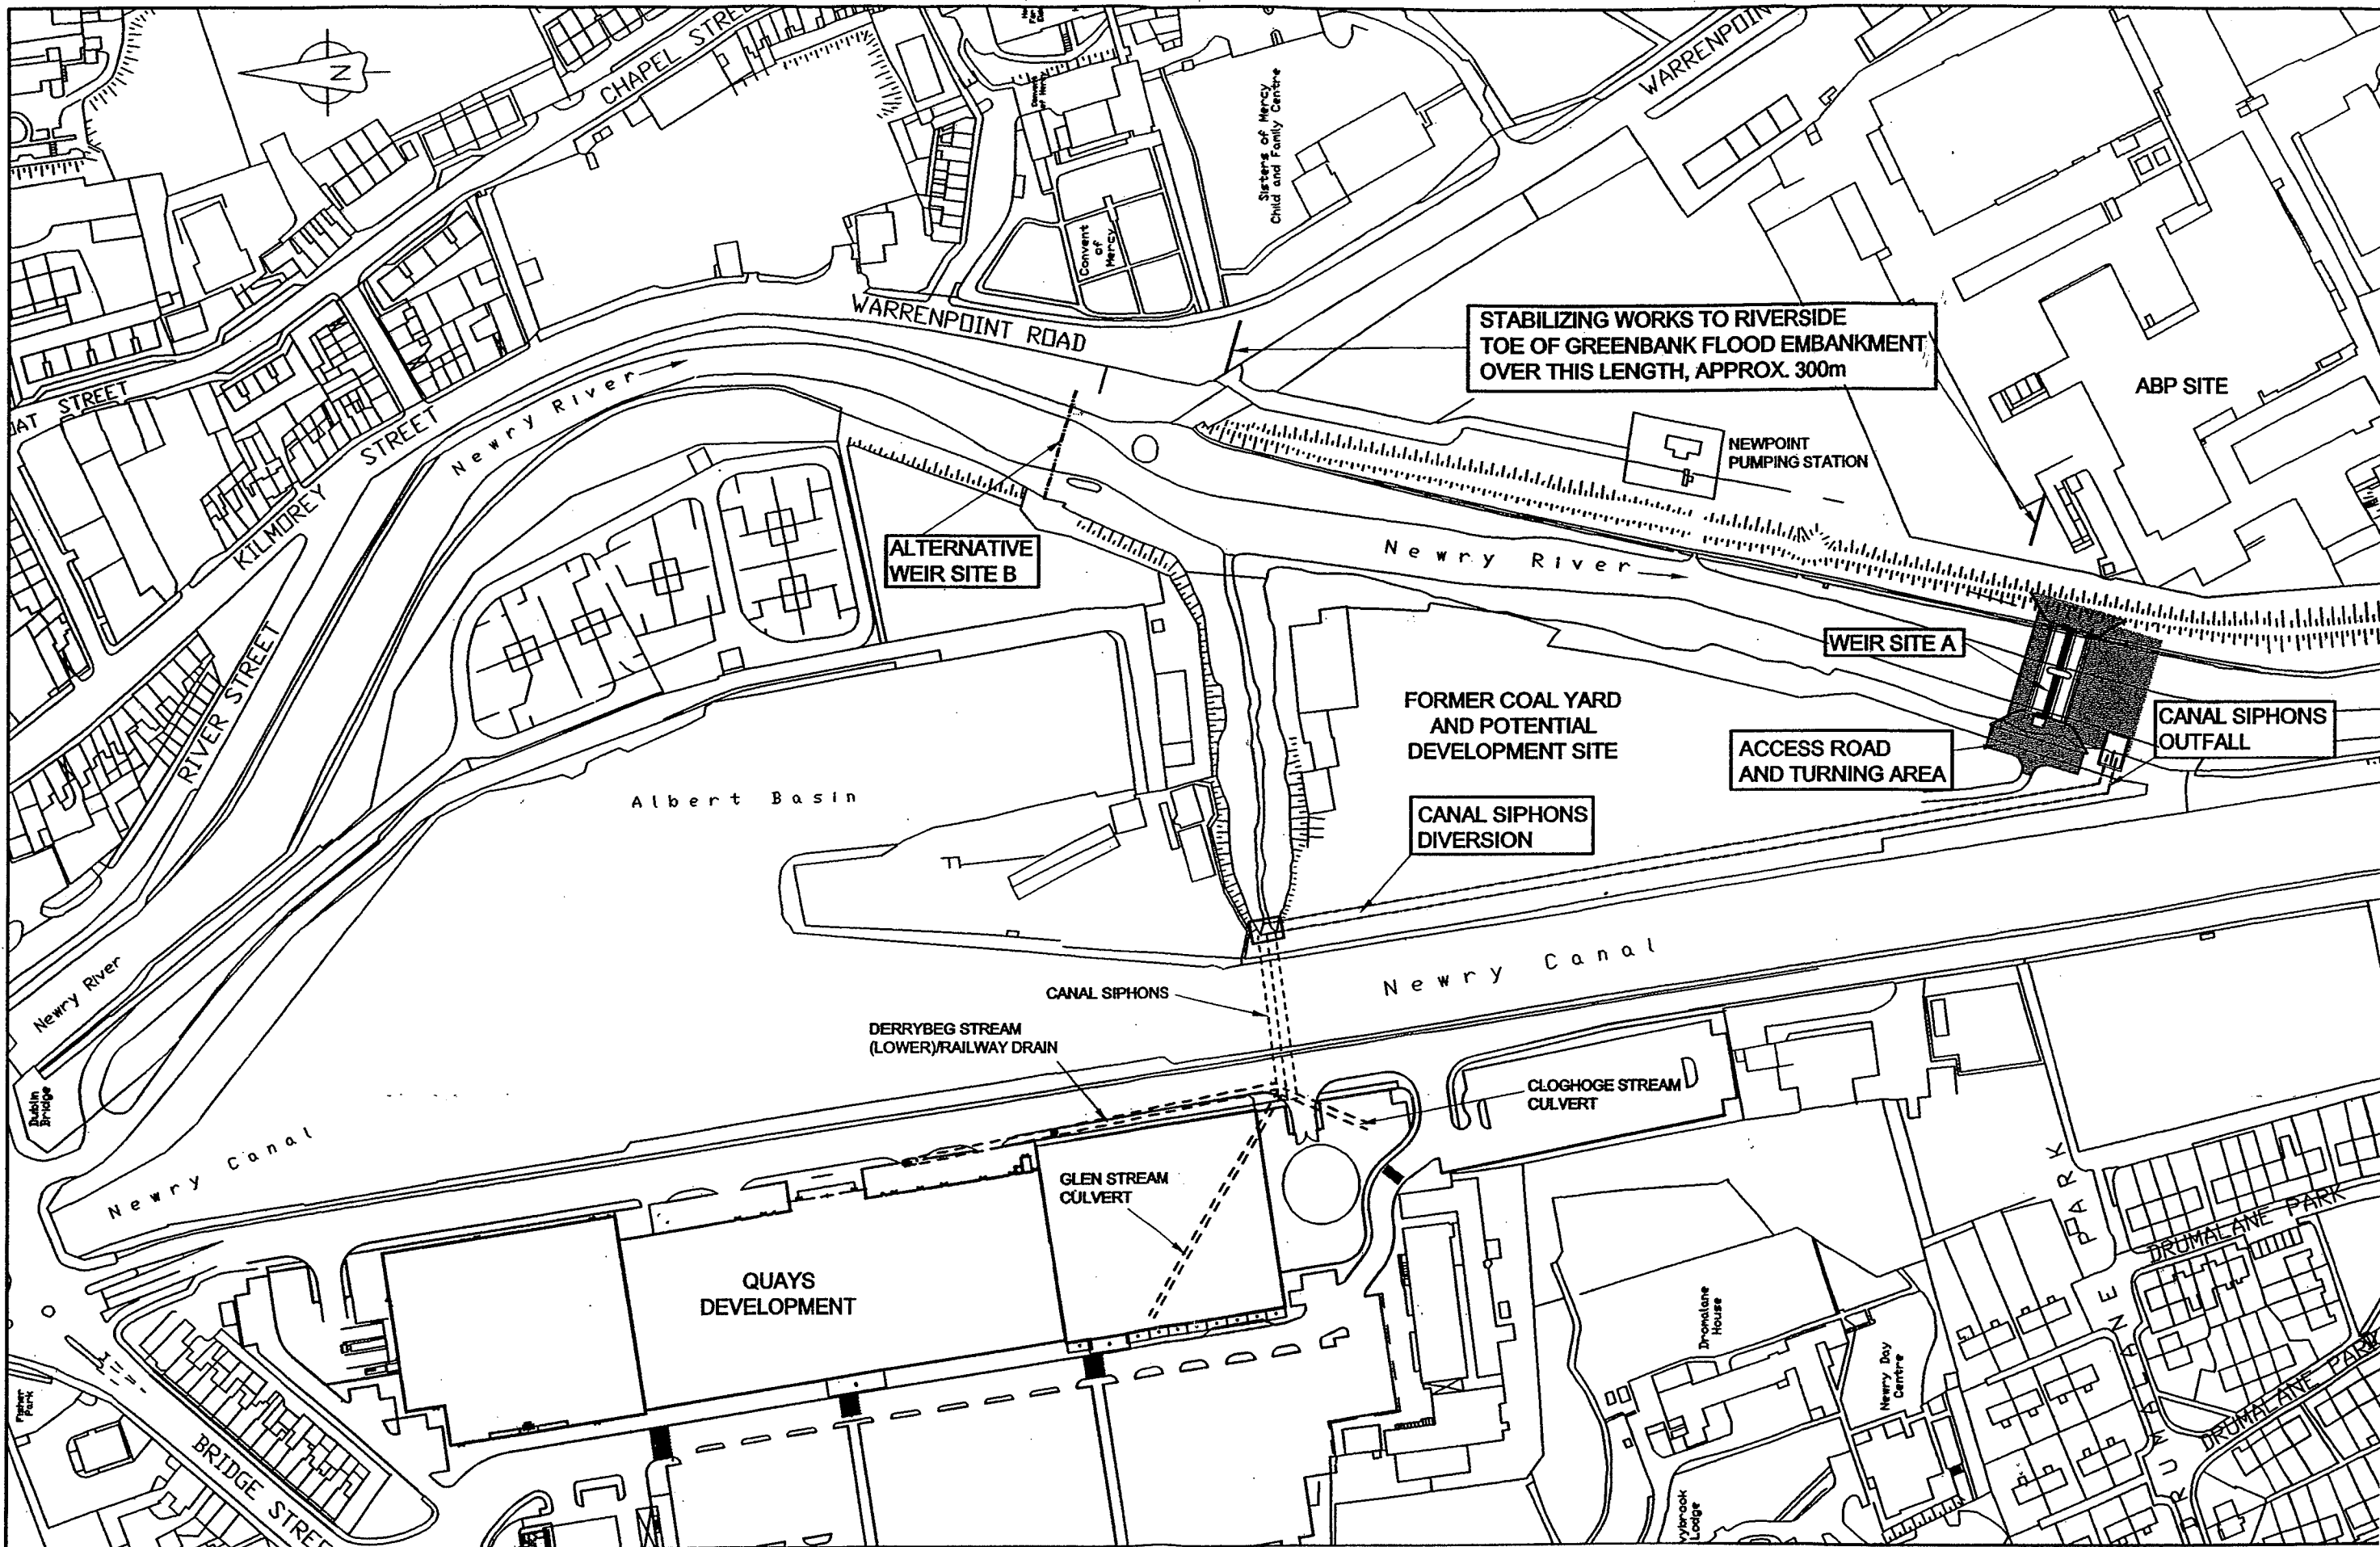 CHAPEL
N
WARRENPOINT
Sisters of Mercy
Child and Family Centre
Convent
of
Mercy
WARRENPOINT ROAD
STABILIZING WORKS TO RIVERSIDE
TOE OF GREENBANK FLOOD EMBANKMENT
OVER THIS LENGTH, APPROX. 300m
ABP SITE
STREET
KILMOREY STREET
Newry River
NEWPOINT
PUMPING STATION
ALTERNATIVE
WEIR SITE B
Newry River
WEIR SITE A
RIVER STREET
FORMER COAL YARD
AND POTENTIAL
DEVELOPMENT SITE
CANAL SIPHONS
OUTFALL
ACCESS ROAD
AND TURNING AREA
Albert Basin
CANAL SIPHONS
DIVERSION
Newry River
Newry Canal
CANAL SIPHONS
DERRYBEG STREAM
(LOWER)/RAILWAY DRAIN
Dublin
Bridge
CLOGHOGE STREAM
CULVERT
Newry Canal
GLEN STREAM
CULVERT
QUAYS
DEVELOPMENT
DRUMALANE PARK
DRUMALANE PARK
DRUMALANE PARK
Dromalane
House
Newry Day
Centre
Park
BRIDGE
Lodge